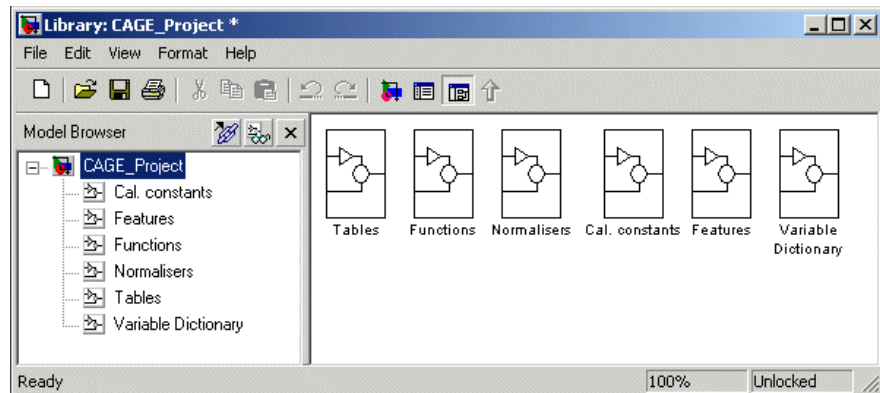 Library: CAGE_Project *
File Edit View Format Help
Model Browser
CAGE_Project
Cal. constants
Features
Functions
Normalisers
Tables
Variable Dictionary
Tables Functions Normalisers Cal. constants Features Variable
Dictionary
Ready 100% Unlocked